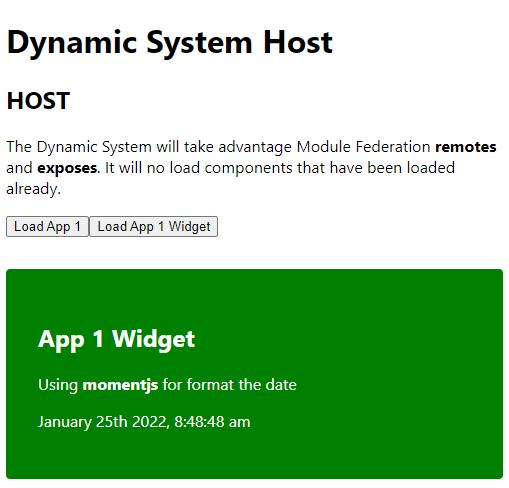 Dynamic System Host
HOST
The Dynamic System will take advantage Module Federation remotes
and exposes. It will no load components that have been loaded
already.
Load App 1 Load App 1 Widget
App 1 Widget
Using momentjs for format the date
January 25th 2022, 8:48:48 am